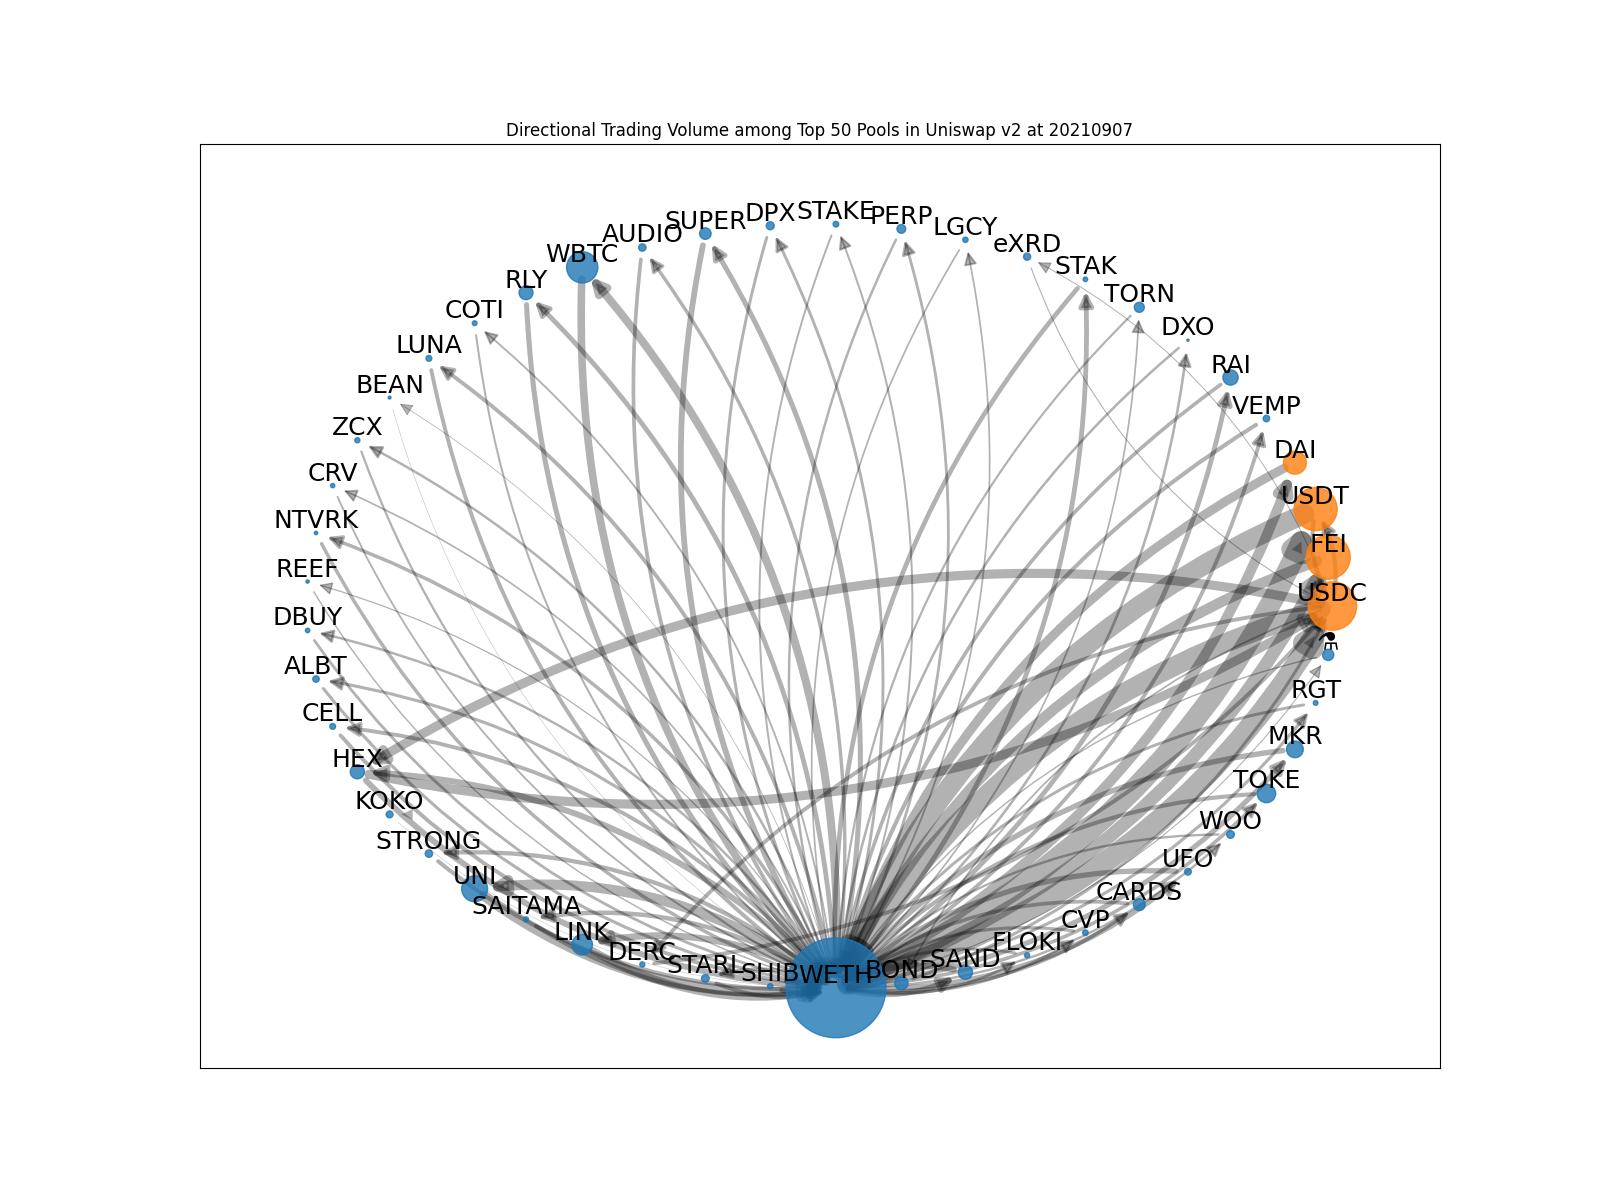 Directional Trading Volume among Top 50 Pools in Uniswap v2 at 20210907
STAKE
DPX
PERP
SUPER
LGCY
AUDIO
eXRD
WBTC
STAK
RLY
TORN
COTI
DXO
LUNA
RAI
BEAN
VEMP
ZCX
DAI
CRV
USDT
NTVRK
FEI
REEF
USDC
DBUY
ALBT
RGT
CELL
MKR
HEX
TOKE
KOKO
WOO
STRONG
UFO
UNI
CARDS
SAITAMA
CVP
LINK
FLOKI
DERC
SAND
STARL
BOND
SHIB
WETH